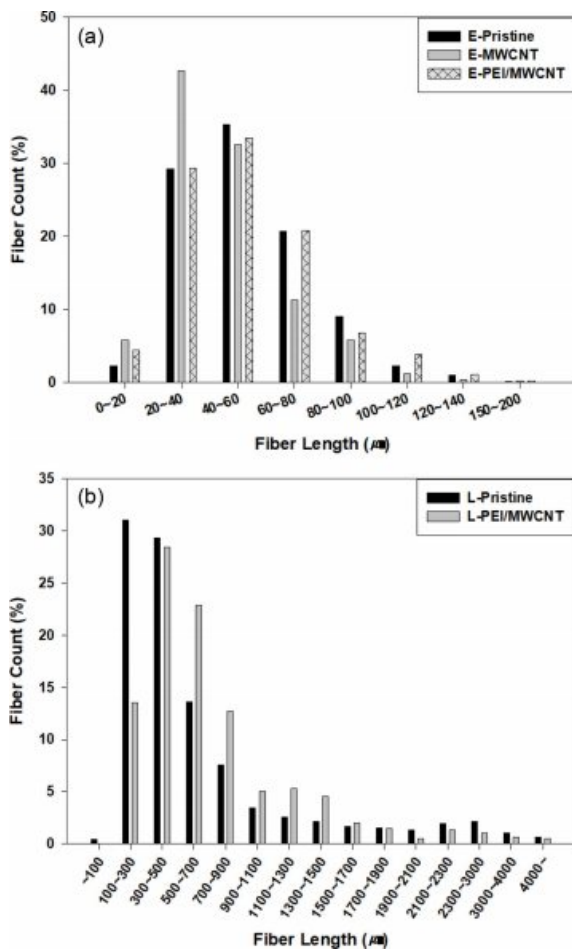 (a)
E-Pristine
E-MWCNT
E-PEI/MWCNT
Fiber Count (%)
50
40
30
20
10
0
0~20 20~40 40~60 60~80 80~100 100~120 120~140 150~200
Fiber Length
(b)
L-Pristine
L-PEI/MWCNT
Fiber Count (%)
35
30
25
20
15
10
5
0
~100 100~300 300~500 500~700 700~900 900~1100 1100~1300 1300~1500 1500~1700 1700~1900 1900~2100 2100~2300 2300~3000 3000~4000 4000~
Fiber Length